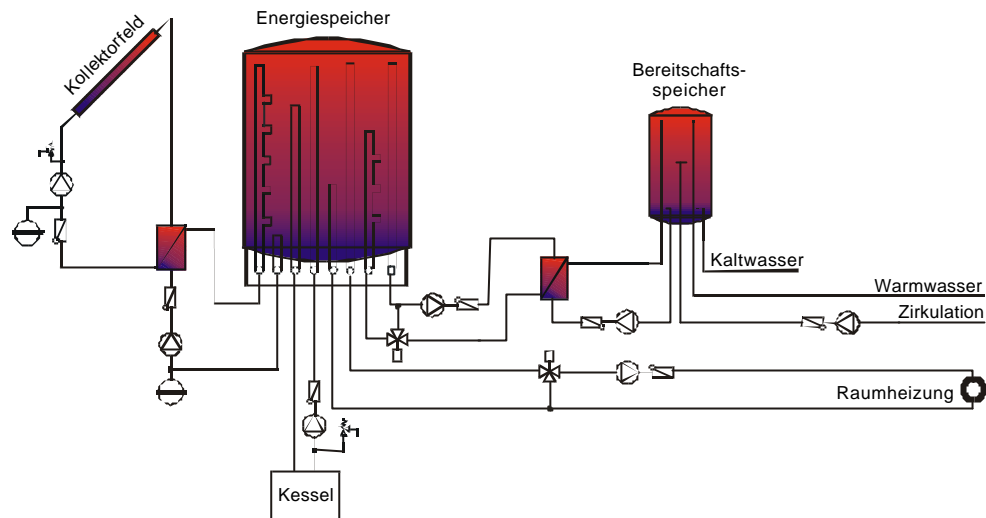 Energiespeicher
Kollektorfeld
Bereitschafts-
speicher
Kaltwasser
Warmwasser
Zirkulation
Raumheizung
Kessel